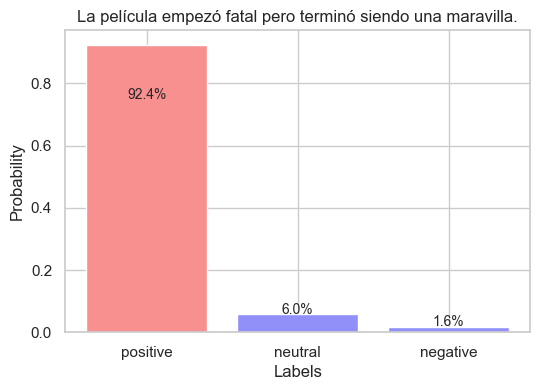 La película empezó fatal pero terminó siendo una maravilla.
0.8
0.6
0.4
0.2
0.0
Probability
92.4%
6.0%
1.6%
positive
neutral
negative
Labels